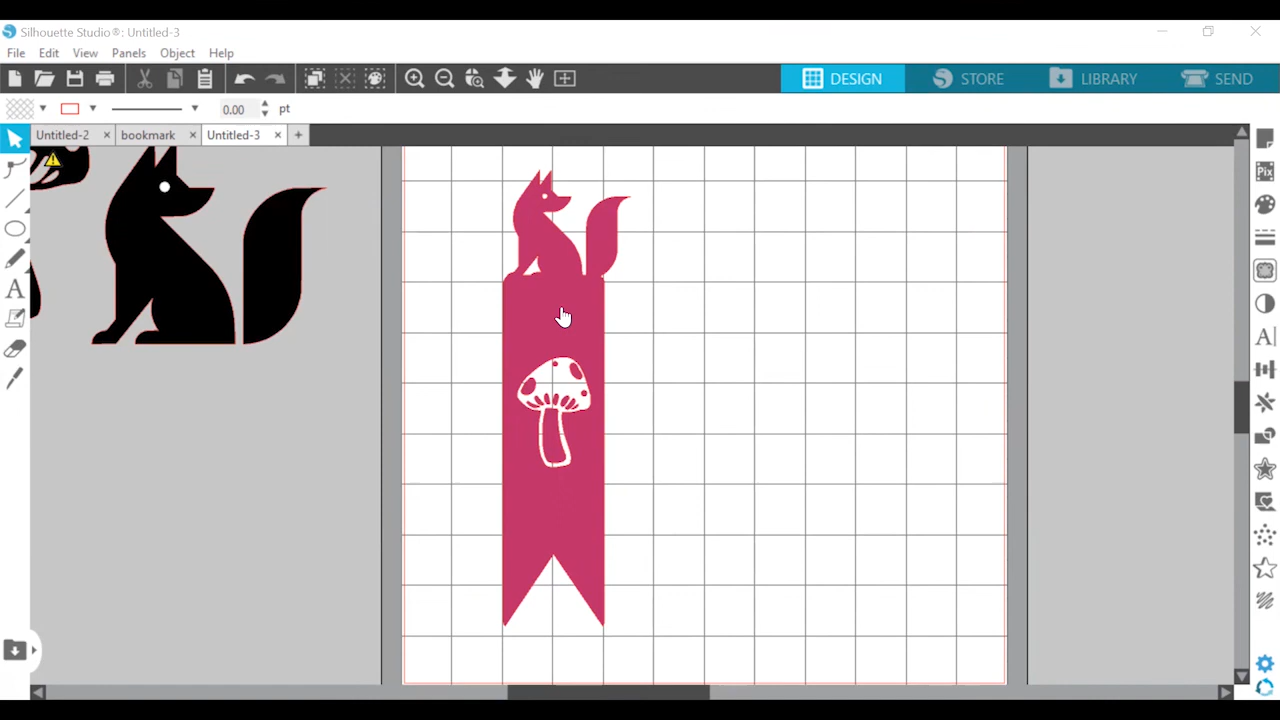 Silhouette Studio®: Untitled-3
File Edit View Panels Object Help
DESIGN STORE LIBRARY SEND
0.00 pt
Untitled-2 × bookmark × Untitled-3 × +